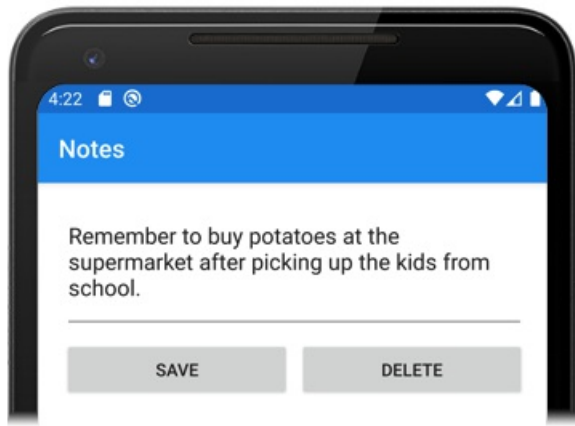 4:22
Notes
Remember to buy potatoes at the
supermarket after picking up the kids from
school.
SAVE
DELETE